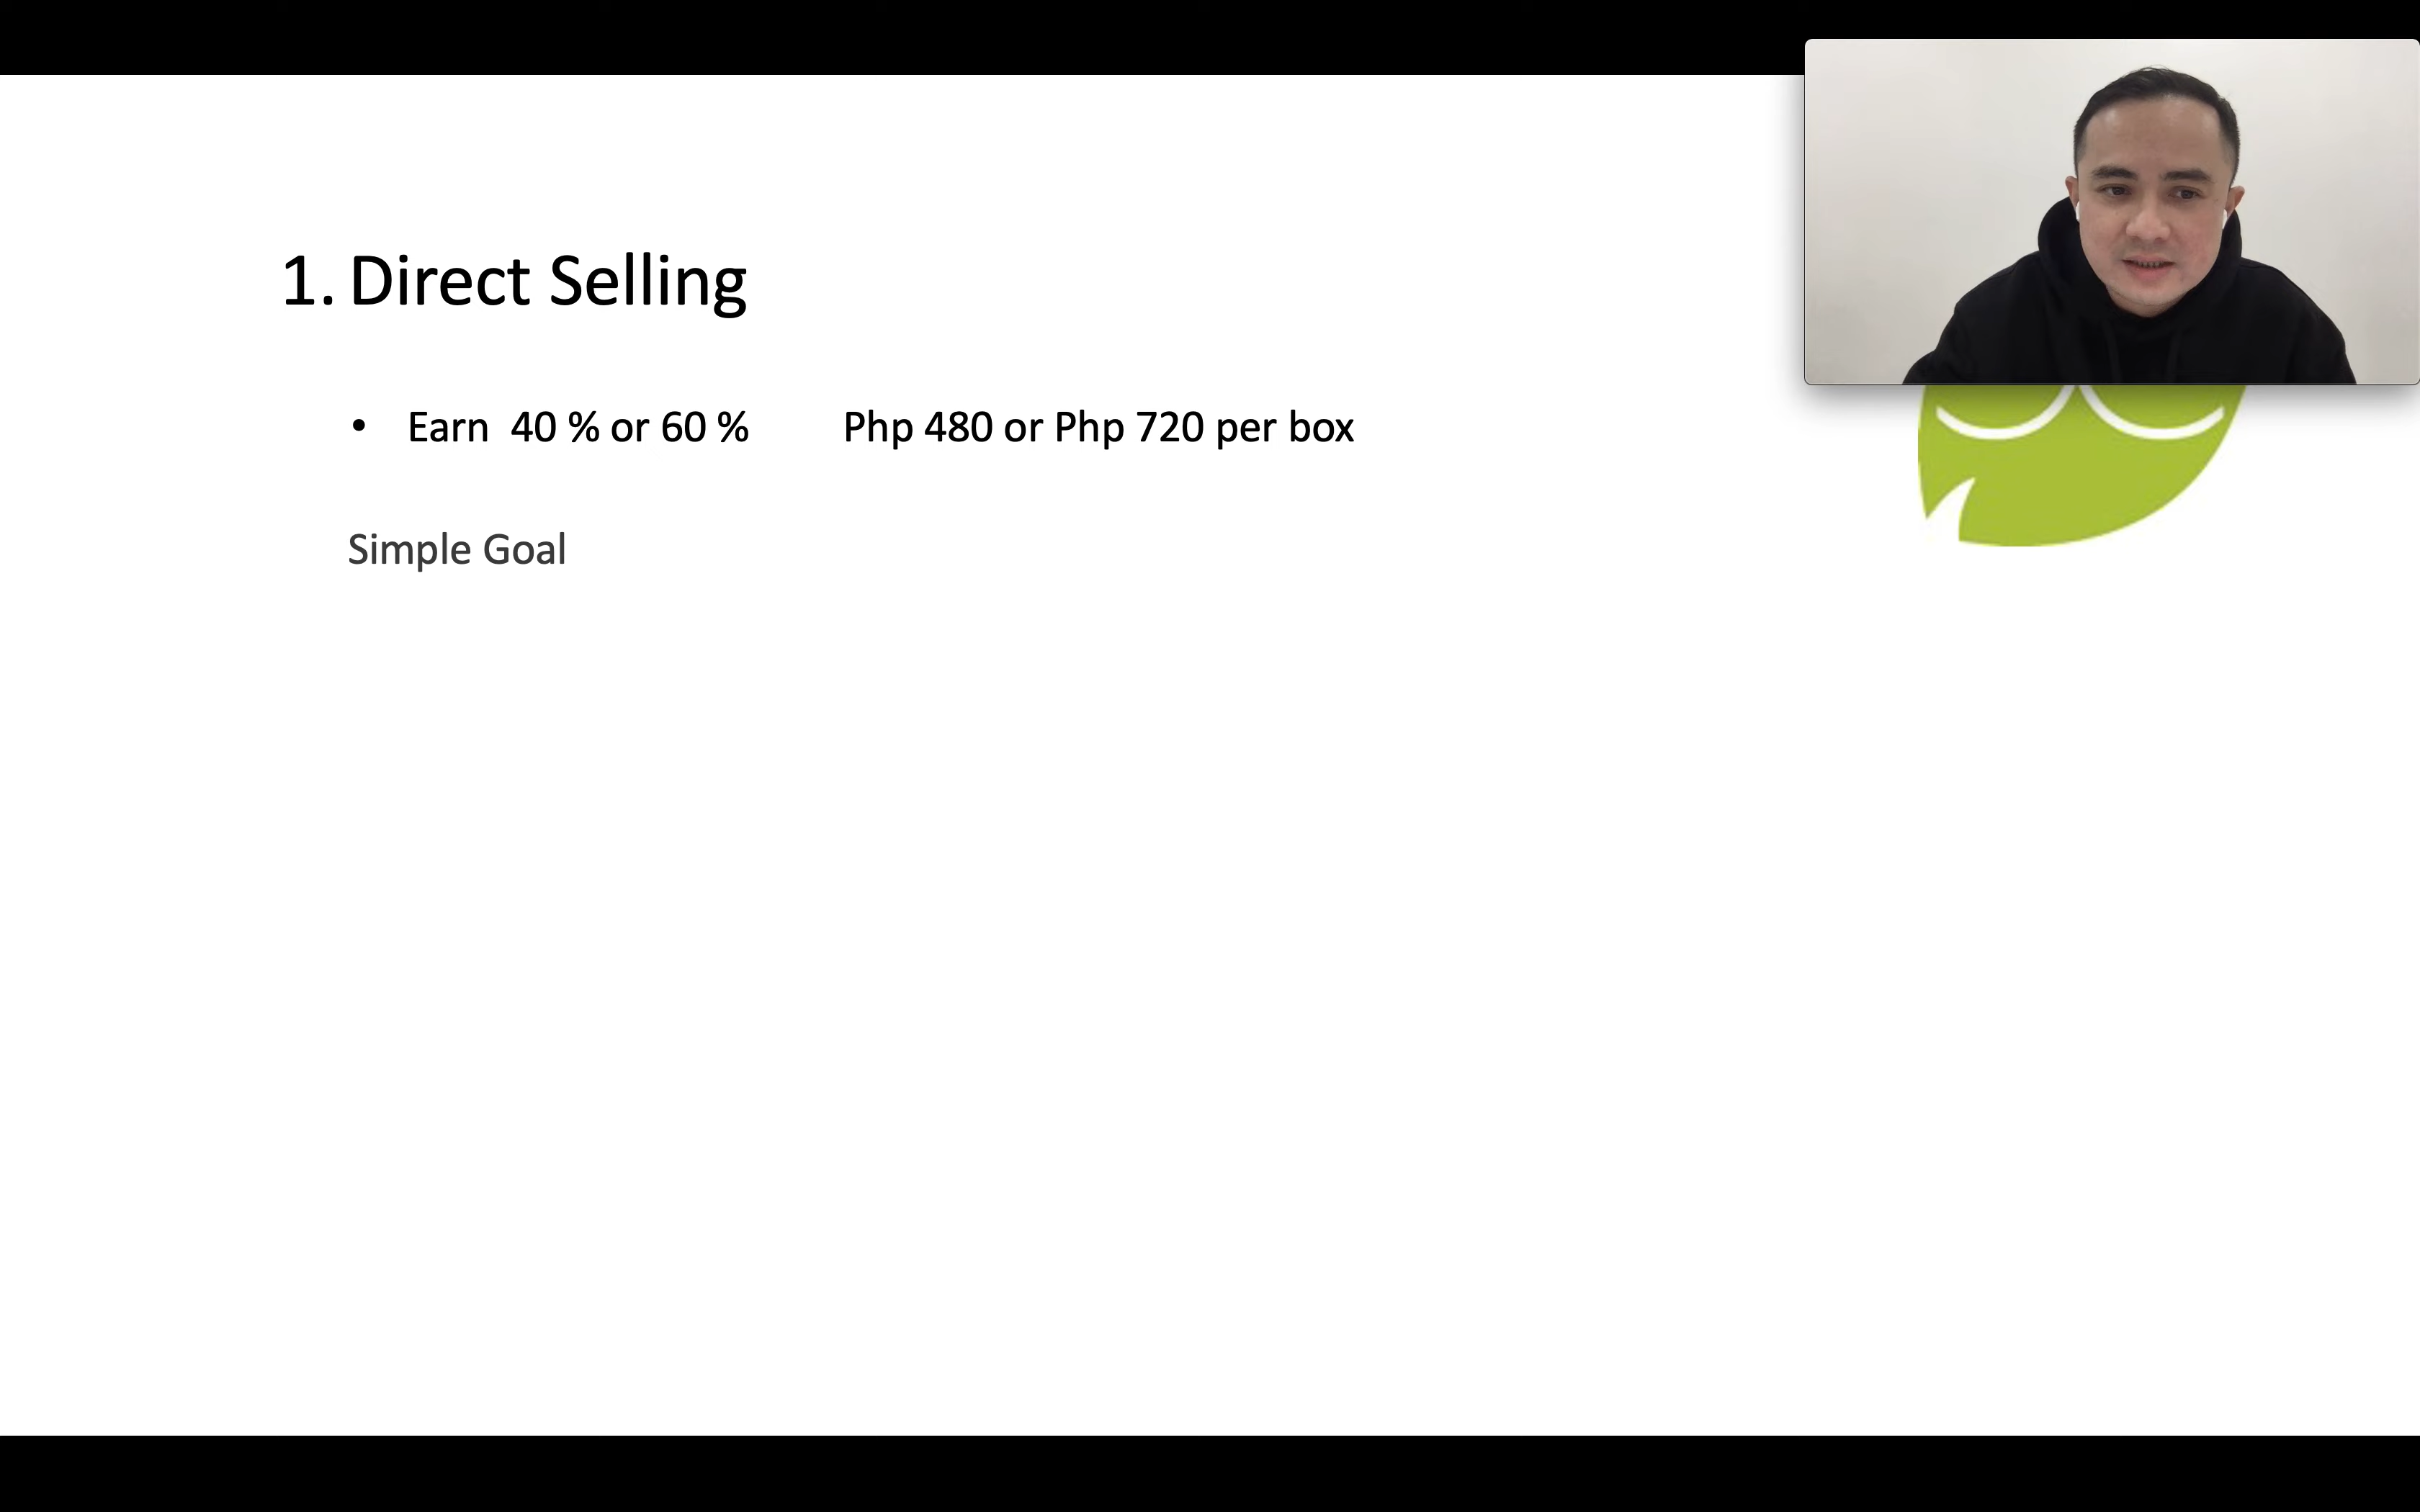 1. Direct Selling
• Earn 40 % or 60 % Php 480 or Php 720 per box
Simple Goal